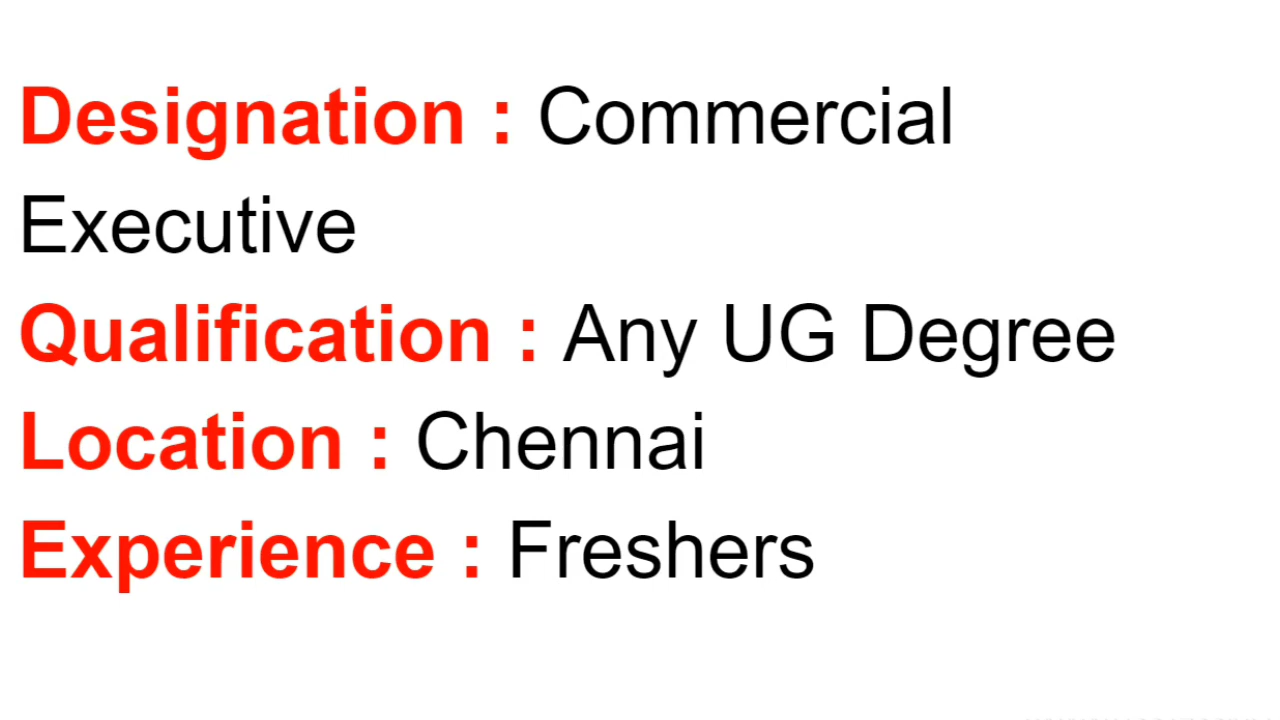 Designation : Commercial
Executive
Qualification : Any UG Degree
Location : Chennai
Experience : Freshers